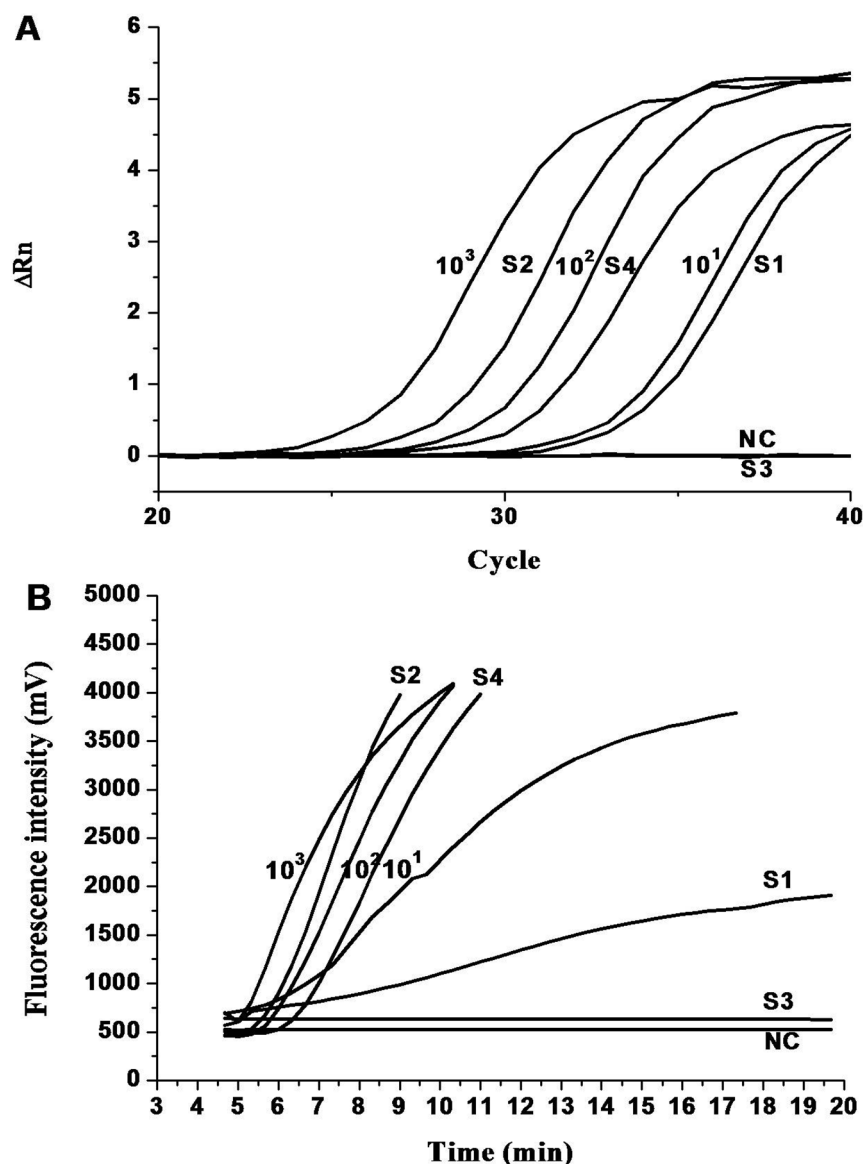 A
6
5
4
3
2
1
0
ΔRn
10³ S2 10² S4 10¹ S1
NC
S3
20 30 40
Cycle
B
5000
4500
4000
3500
3000
2500
2000
1500
1000
500
0
Fluorescence intensity (mV)
S2 S4
10³ 10² 10¹
S1
S3
NC
3 4 5 6 7 8 9 10 11 12 13 14 15 16 17 18 19 20
Time (min)